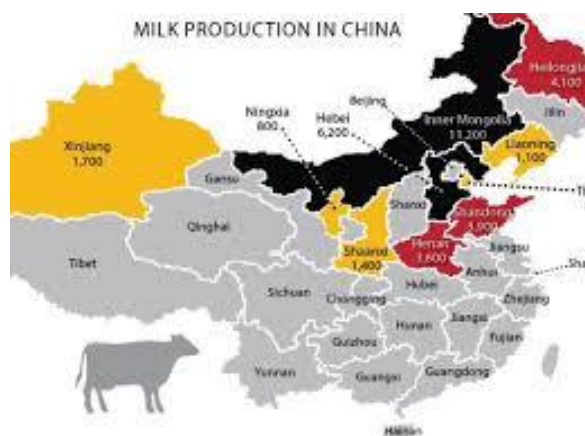 MILK PRODUCTION IN CHINA
Heilongjia
4,100
Beijing
Ningxia
800
Hebei
6,200
Inner Mongolia
11,200
Jilin
Xinjiang
1,700
Liaoning
1,100
Gansu
Shanxi
Shandong
Qinghai
Henan
3,600
Jiangsu
Shaanxi
1,400
Tibet
Anhui
Sha
Sichuan
Hubei
Chongqing
Zhejiang
Hunan
Jiangxi
Guizhou
Fujian
Yunnan
Guangxi
Guangdong
Hainan